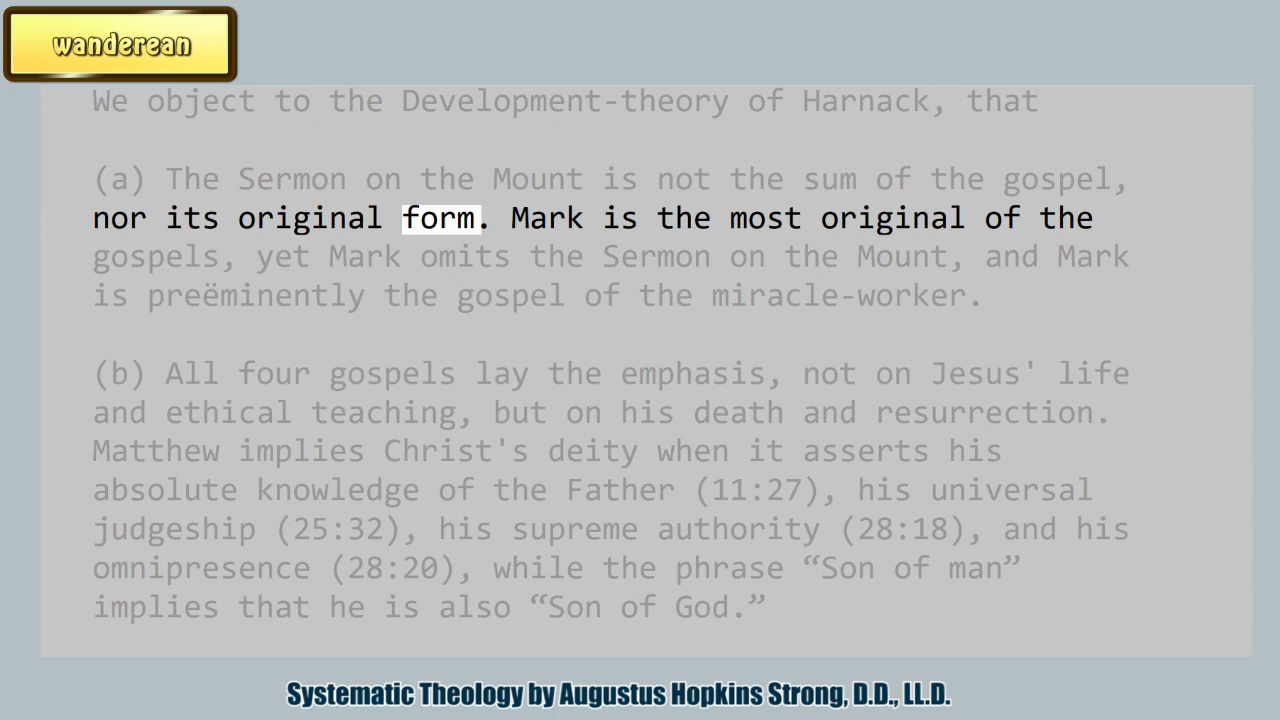 wanderean
We object to the Development-theory of Harnack, that
(a) The Sermon on the Mount is not the sum of the gospel,
nor its original form. Mark is the most original of the
gospels, yet Mark omits the Sermon on the Mount, and Mark
is preëminently the gospel of the miracle-worker.
(b) All four gospels lay the emphasis, not on Jesus' life
and ethical teaching, but on his death and resurrection.
Matthew implies Christ's deity when it asserts his
absolute knowledge of the Father (11:27), his universal
judgeship (25:32), his supreme authority (28:18), and his
omnipresence (28:20), while the phrase “Son of man”
implies that he is also “Son of God.”
Systematic Theology by Augustus Hopkins Strong, D.D., LL.D.